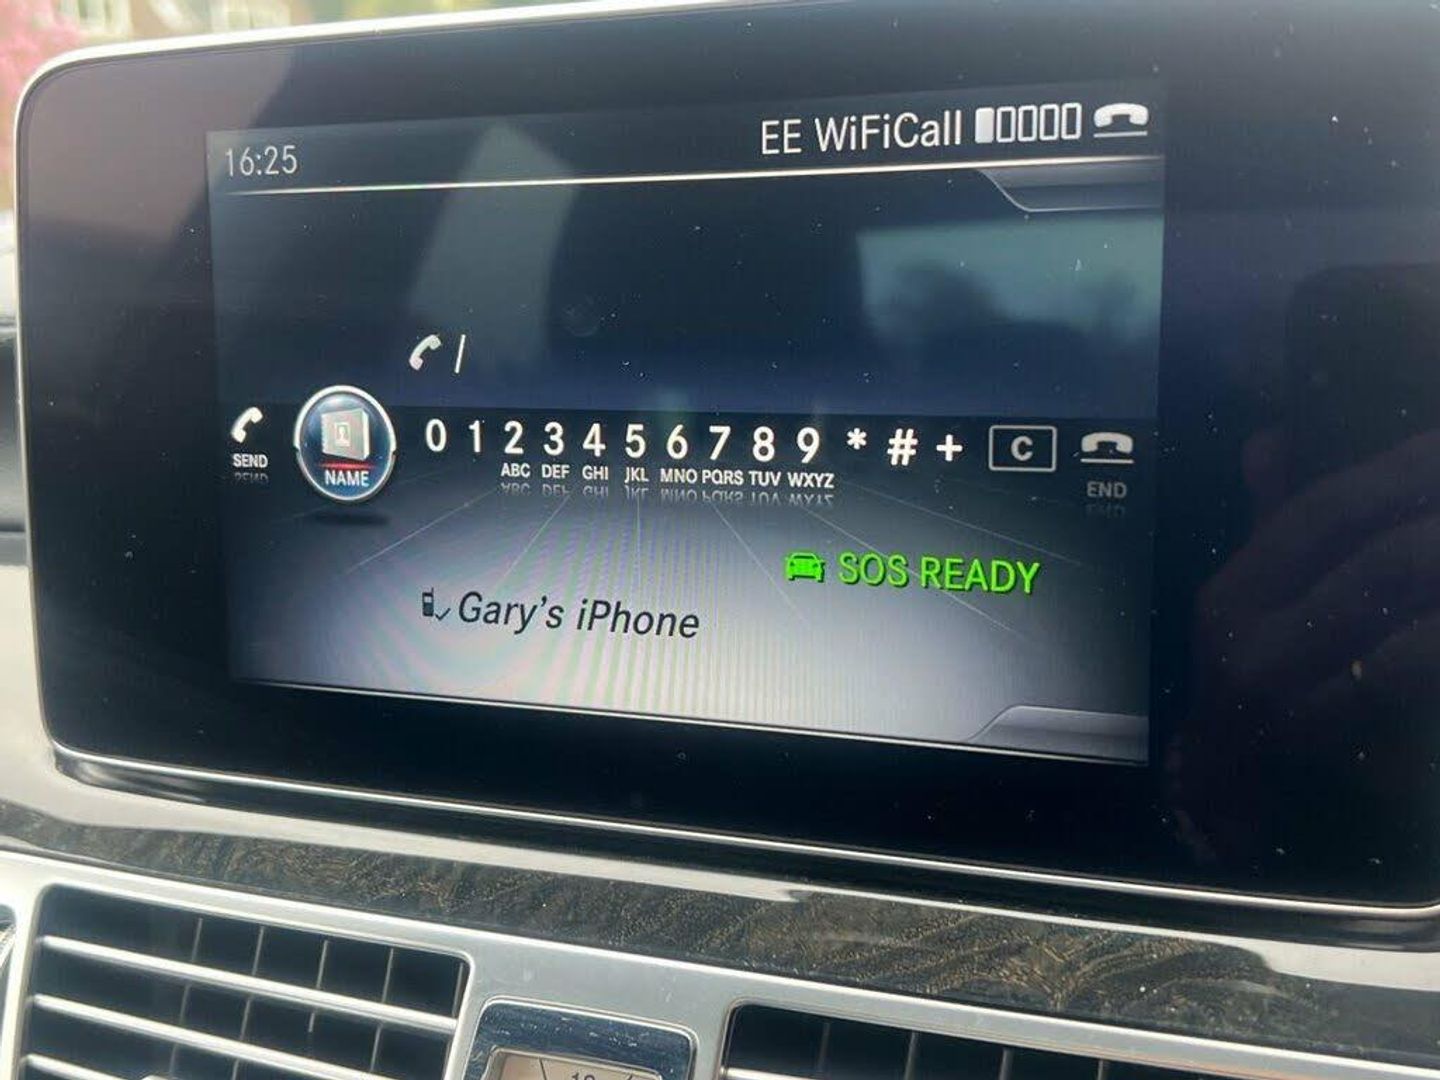 16:25
EE WiFiCall
SEND
NAME
0 1 2 3 4 5 6 7 8 9 * # + C
ABC DEF GHI JKL MNO PQRS TUV WXYZ
END
SOS READY
Gary's iPhone